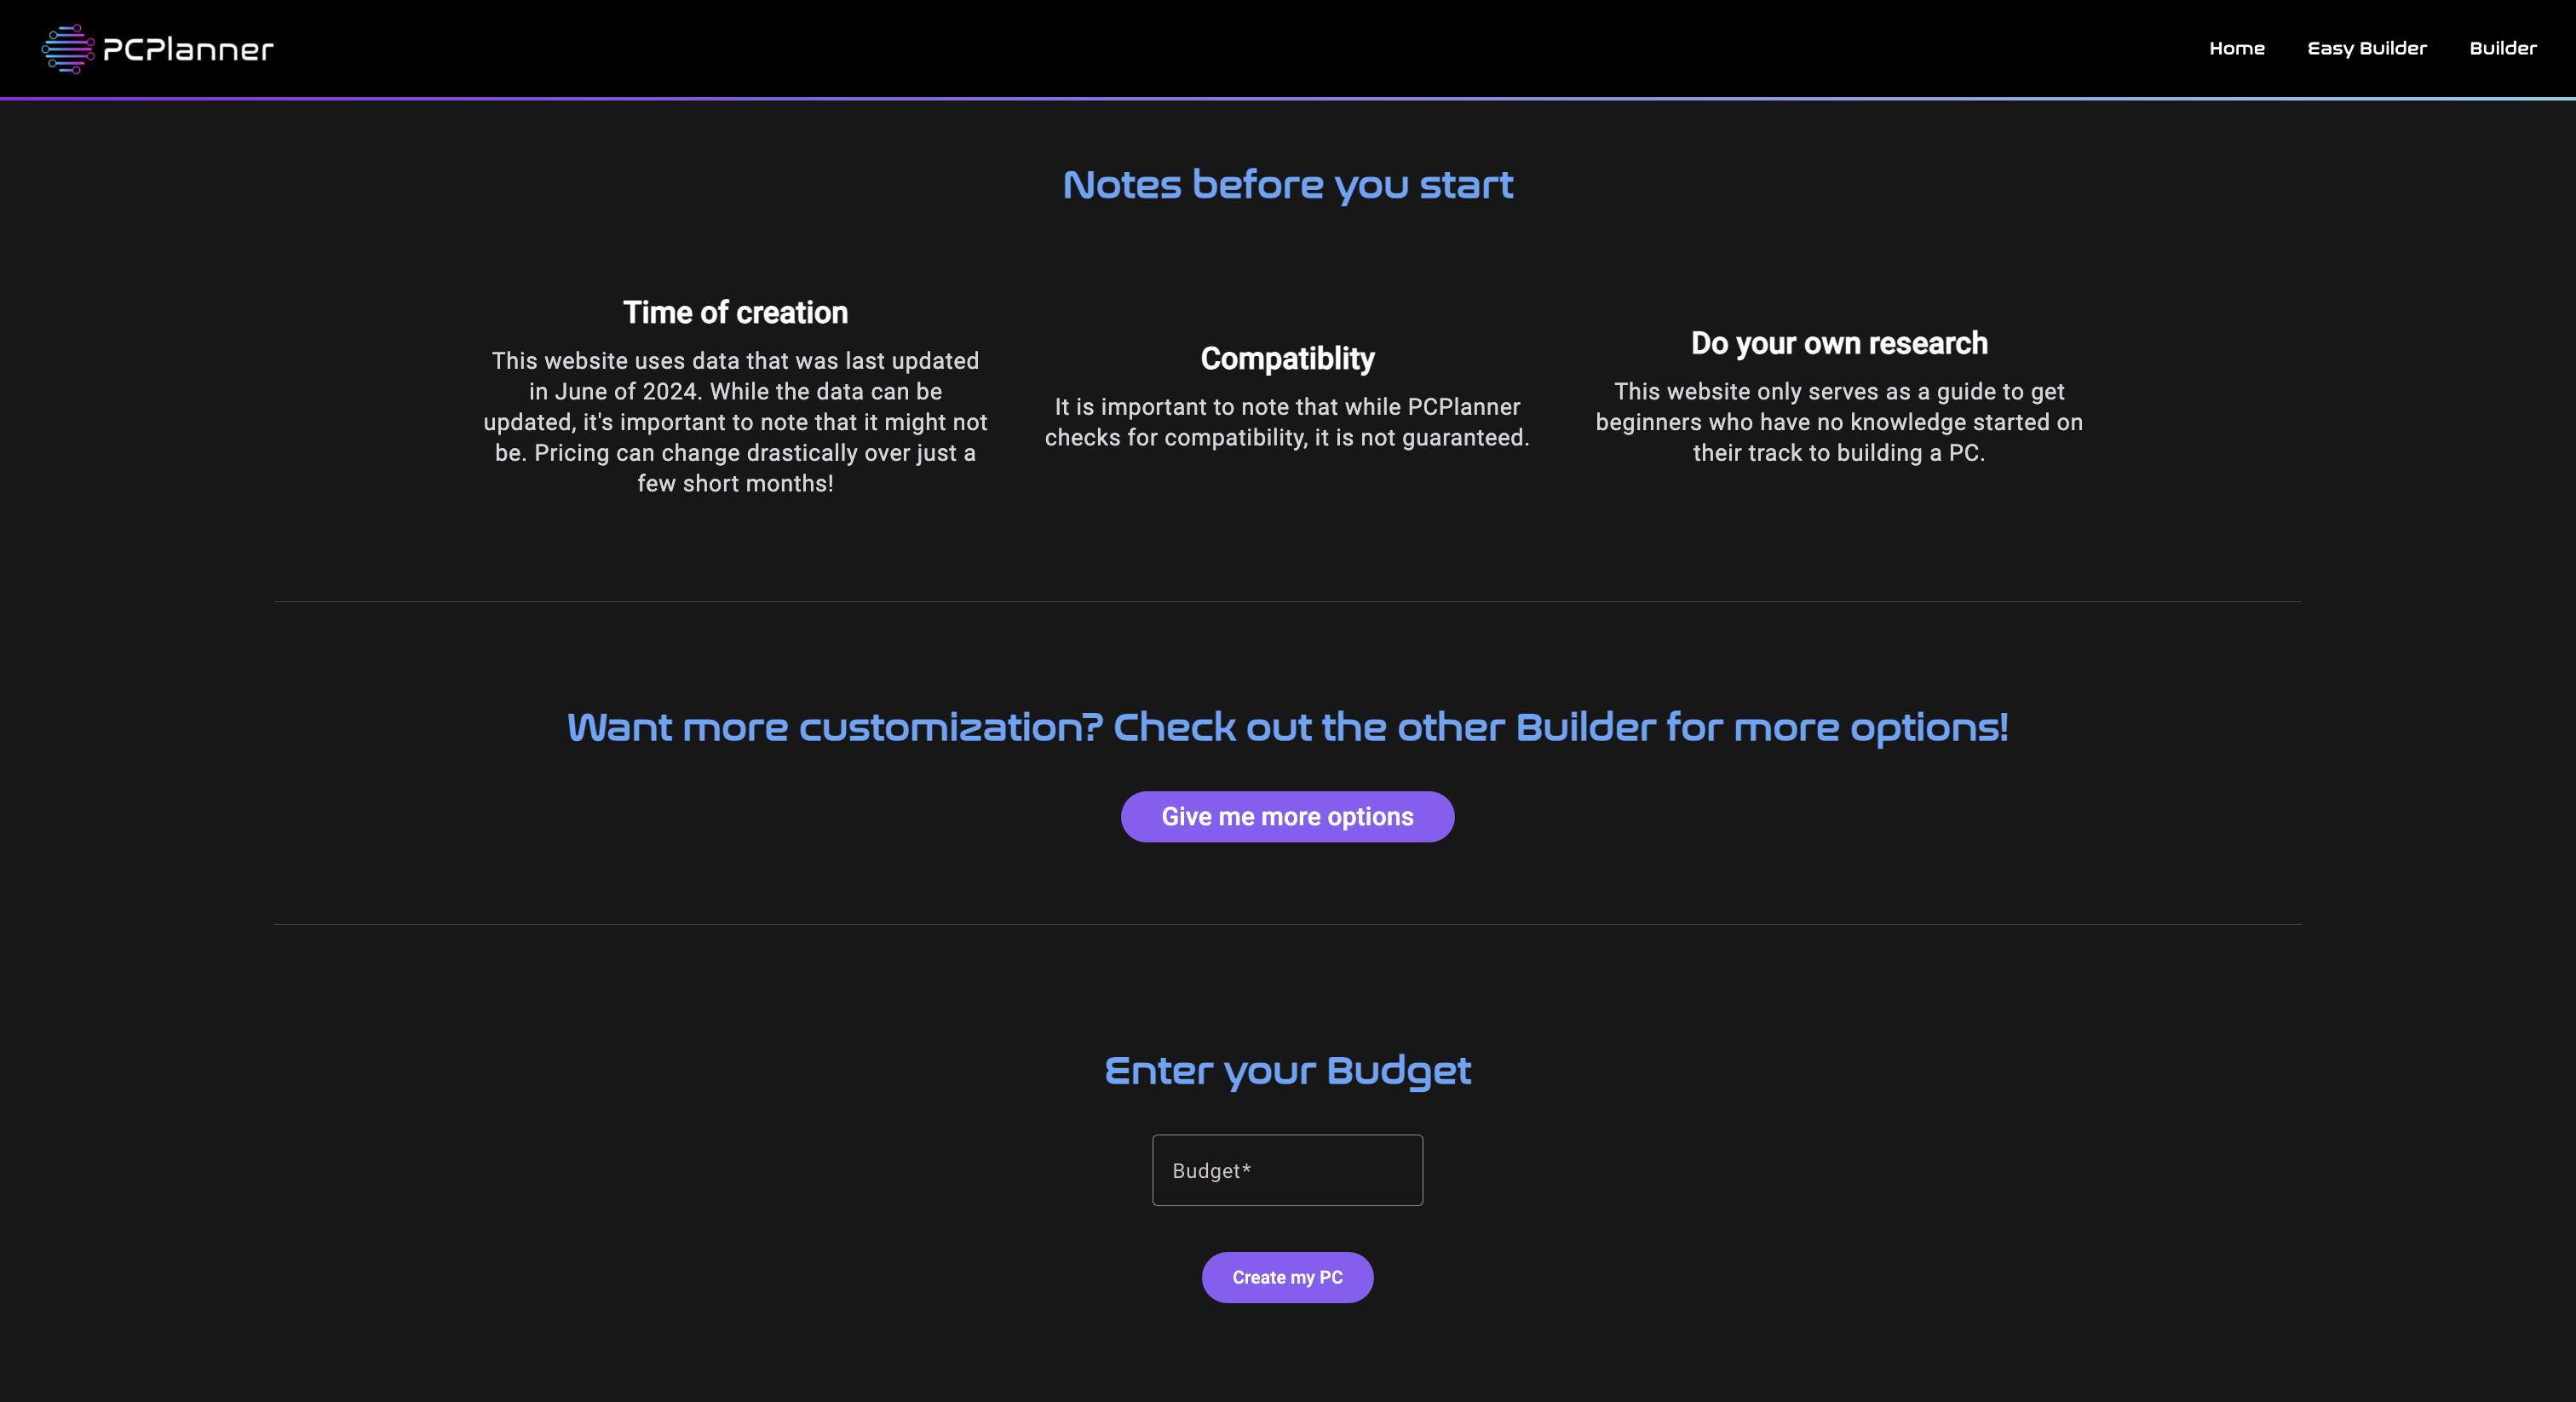 PCPlanner
Home
Easy Builder
Builder
Notes before you start
Time of creation
This website uses data that was last updated
in June of 2024. While the data can be
updated, it's important to note that it might not
be. Pricing can change drastically over just a
few short months!
Compatiblity
It is important to note that while PCPlanner
checks for compatibility, it is not guaranteed.
Do your own research
This website only serves as a guide to get
beginners who have no knowledge started on
their track to building a PC.
Want more customization? Check out the other Builder for more options!
Give me more options
Enter your Budget
Budget*
Create my PC